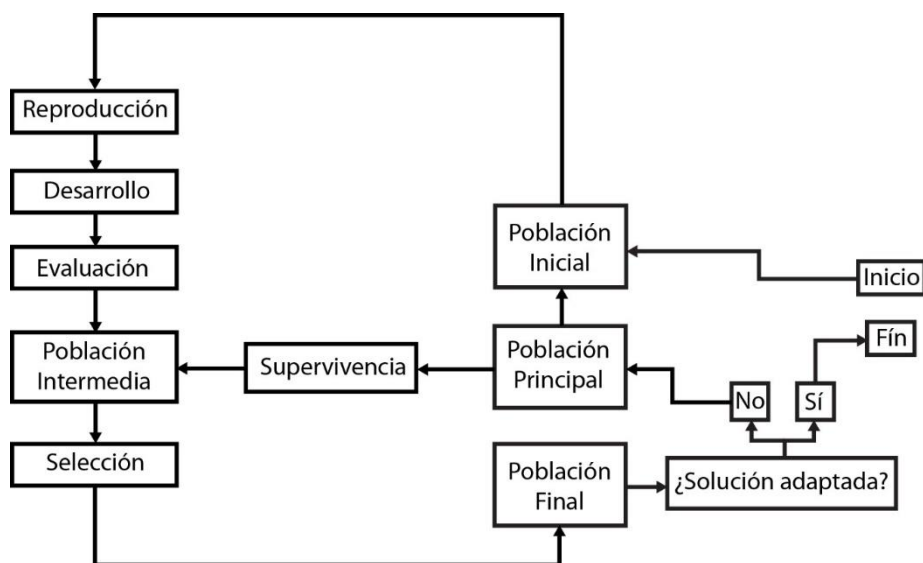 Reproducción
Desarrollo
Evaluación
Población
Intermedia
Selección
Supervivencia
Población
Inicial
Población
Principal
Población
Final
Inicio
Fín
No
Sí
¿Solución adaptada?